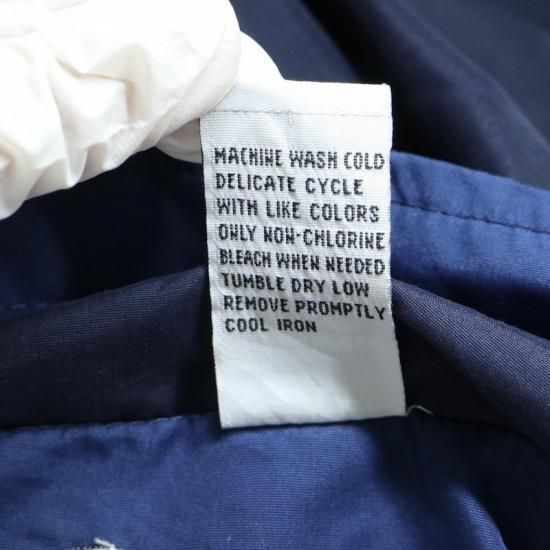 MACHINE WASH COLD
DELICATE CYCLE
WITH LIKE COLORS
ONLY NON-CHLORINE
BLEACH WHEN NEEDED
TUMBLE DRY LOW
REMOVE PROMPTLY
COOL IRON